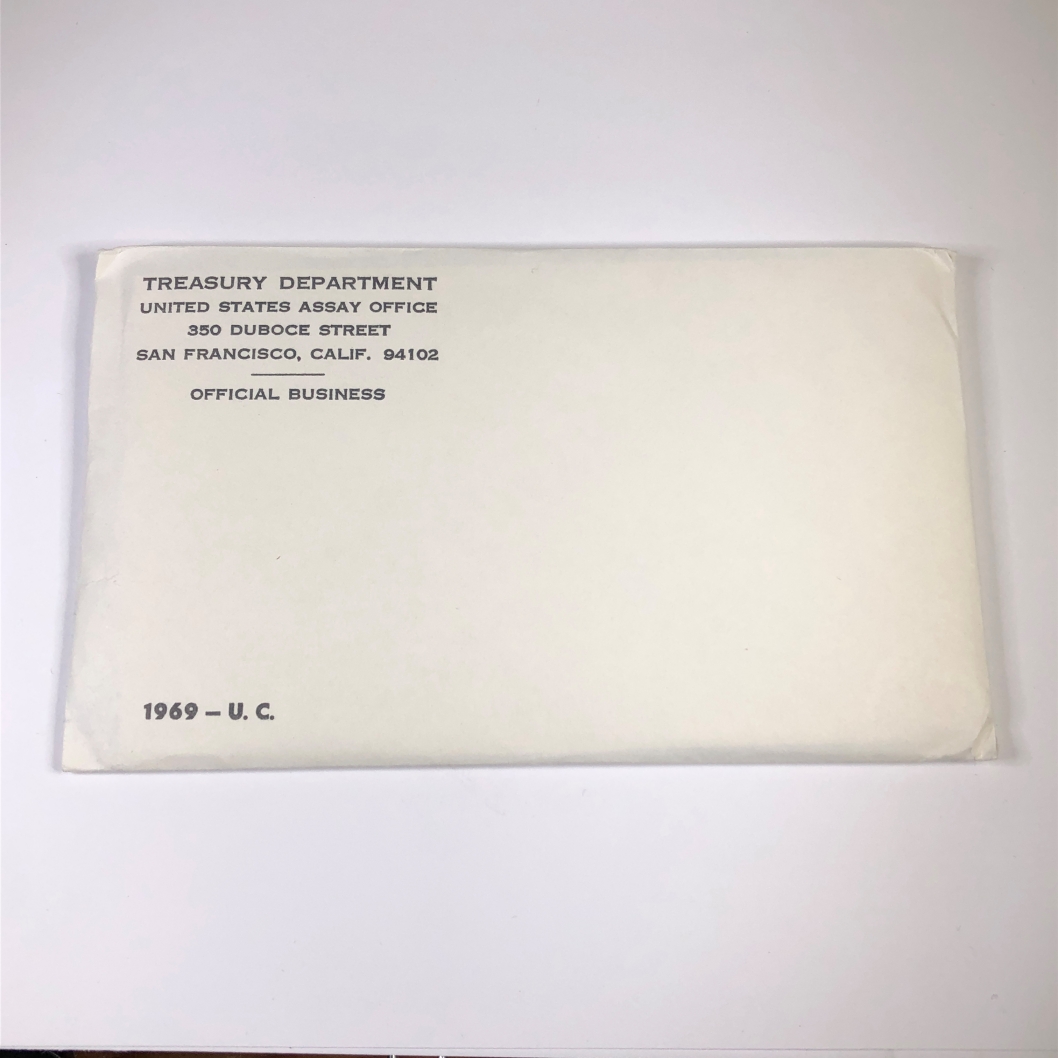 TREASURY DEPARTMENT
UNITED STATES ASSAY OFFICE
350 DUBOCE STREET
SAN FRANCISCO, CALIF. 94102
OFFICIAL BUSINESS
1969 – U. C.